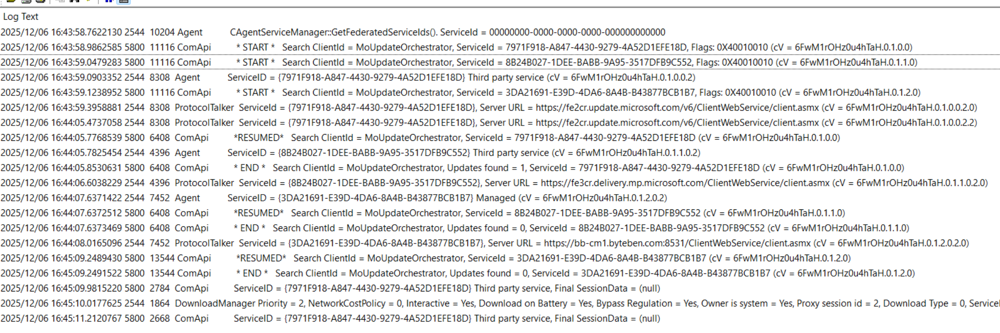 Log Text
2025/12/06 16:43:58.7622130 2544 10204 Agent CAgentServiceManager::GetFederatedServiceIds(). ServiceId = 00000000-0000-0000-0000-000000000000
2025/12/06 16:43:58.9862585 5800 11116 ComApi * START * Search ClientId = MoUpdateOrchestrator, ServiceId = 7971F918-A847-4430-9279-4A52D1EFE18D, Flags: 0X40010010 (cV = 6FwM1rOHz0u4hTaH.0.1.0.0)
2025/12/06 16:43:59.0479283 5800 11116 ComApi * START * Search ClientId = MoUpdateOrchestrator, ServiceId = 8B24B027-1DEE-BABB-9A95-3517DFB9C552, Flags: 0X40010010 (cV = 6FwM1rOHz0u4hTaH.0.1.1.0)
2025/12/06 16:43:59.0903352 2544 8308 Agent ServiceID = {7971F918-A847-4430-9279-4A52D1EFE18D} Third party service (cV = 6FwM1rOHz0u4hTaH.0.1.0.0.2)
2025/12/06 16:43:59.1238952 5800 11116 ComApi * START * Search ClientId = MoUpdateOrchestrator, ServiceId = 3DA21691-E39D-4DA6-8A4B-B43877BCB1B7, Flags: 0X40010010 (cV = 6FwM1rOHz0u4hTaH.0.1.2.0)
2025/12/06 16:43:59.3958881 2544 8308 ProtocolTalker ServiceId = {7971F918-A847-4430-9279-4A52D1EFE18D}, Server URL = https://fe2cr.update.microsoft.com/v6/ClientWebService/client.asmx (cV = 6FwM1rOHz0u4hTaH.0.1.0.0.2.0)
2025/12/06 16:44:05.4737058 2544 8308 ProtocolTalker ServiceId = {7971F918-A847-4430-9279-4A52D1EFE18D}, Server URL = https://fe2cr.update.microsoft.com/v6/ClientWebService/client.asmx (cV = 6FwM1rOHz0u4hTaH.0.1.0.0.2.2)
2025/12/06 16:44:05.7768539 5800 6408 ComApi *RESUMED* Search ClientId = MoUpdateOrchestrator, ServiceId = 7971F918-A847-4430-9279-4A52D1EFE18D (cV = 6FwM1rOHz0u4hTaH.0.1.0.0)
2025/12/06 16:44:05.7825454 2544 4396 Agent ServiceID = {8B24B027-1DEE-BABB-9A95-3517DFB9C552} Third party service (cV = 6FwM1rOHz0u4hTaH.0.1.1.0.2)
2025/12/06 16:44:05.8530631 5800 6408 ComApi * END * Search ClientId = MoUpdateOrchestrator, Updates found = 1, ServiceId = 7971F918-A847-4430-9279-4A52D1EFE18D (cV = 6FwM1rOHz0u4hTaH.0.1.0.0)
2025/12/06 16:44:06.6038229 2544 4396 ProtocolTalker ServiceId = {8B24B027-1DEE-BABB-9A95-3517DFB9C552}, Server URL = https://fe3cr.delivery.mp.microsoft.com/ClientWebService/client.asmx (cV = 6FwM1rOHz0u4hTaH.0.1.1.0.2.0)
2025/12/06 16:44:07.6371422 2544 7452 Agent ServiceID = {3DA21691-E39D-4DA6-8A4B-B43877BCB1B7} Managed (cV = 6FwM1rOHz0u4hTaH.0.1.2.0.2)
2025/12/06 16:44:07.6372512 5800 6408 ComApi *RESUMED* Search ClientId = MoUpdateOrchestrator, ServiceId = 8B24B027-1DEE-BABB-9A95-3517DFB9C552 (cV = 6FwM1rOHz0u4hTaH.0.1.1.0)
2025/12/06 16:44:07.6373469 5800 6408 ComApi * END * Search ClientId = MoUpdateOrchestrator, Updates found = 0, ServiceId = 8B24B027-1DEE-BABB-9A95-3517DFB9C552 (cV = 6FwM1rOHz0u4hTaH.0.1.1.0)
2025/12/06 16:44:08.0165096 2544 7452 ProtocolTalker ServiceId = {3DA21691-E39D-4DA6-8A4B-B43877BCB1B7}, Server URL = https://bb-cm1.byteben.com:8531/ClientWebService/client.asmx (cV = 6FwM1rOHz0u4hTaH.0.1.2.0.2.0)
2025/12/06 16:45:09.2489430 5800 13544 ComApi *RESUMED* Search ClientId = MoUpdateOrchestrator, ServiceId = 3DA21691-E39D-4DA6-8A4B-B43877BCB1B7 (cV = 6FwM1rOHz0u4hTaH.0.1.2.0)
2025/12/06 16:45:09.2491522 5800 13544 ComApi * END * Search ClientId = MoUpdateOrchestrator, Updates found = 0, ServiceId = 3DA21691-E39D-4DA6-8A4B-B43877BCB1B7 (cV = 6FwM1rOHz0u4hTaH.0.1.2.0)
2025/12/06 16:45:09.9815220 5800 2784 ComApi ServiceID = {7971F918-A847-4430-9279-4A52D1EFE18D} Third party service, Final SessionData = (null)
2025/12/06 16:45:10.0177625 2544 1864 DownloadManager Priority = 2, NetworkCostPolicy = 0, Interactive = Yes, Download on Battery = Yes, Bypass Regulation = Yes, Owner is system = Yes, Proxy session id = 2, Download Type = 0,
2025/12/06 16:45:11.2120767 5800 2668 ComApi ServiceID = {7971F918-A847-4430-9279-4A52D1EFE18D} Third party service, Final SessionData = (null)